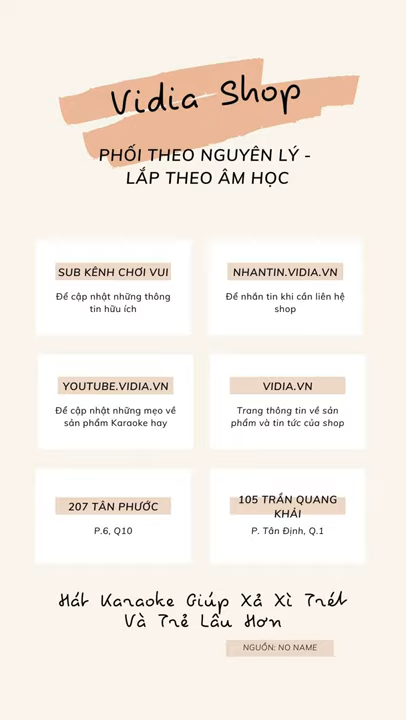 Vidia Shop
PHỐI THEO NGUYÊN LÝ -
LẮP THEO ÂM HỌC
SUB KÊNH CHƠI VUI
Để cập nhật những thông
tin hữu ích
NHANTIN.VIDIA.VN
Để nhắn tin khi cần liên hệ
shop
YOUTUBE.VIDIA.VN
Để cập nhật những mẹo về
sản phẩm Karaoke hay
VIDIA.VN
Trang thông tin về sản
phẩm và tin tức của shop
207 TÂN PHƯỚC
P.6, Q10
105 TRẦN QUANG
KHẢI
P. Tân Định, Q.1
Hát Karaoke Giúp Xả Xì Trét
Và Trẻ Lâu Hơn
NGUỒN: NO NAME